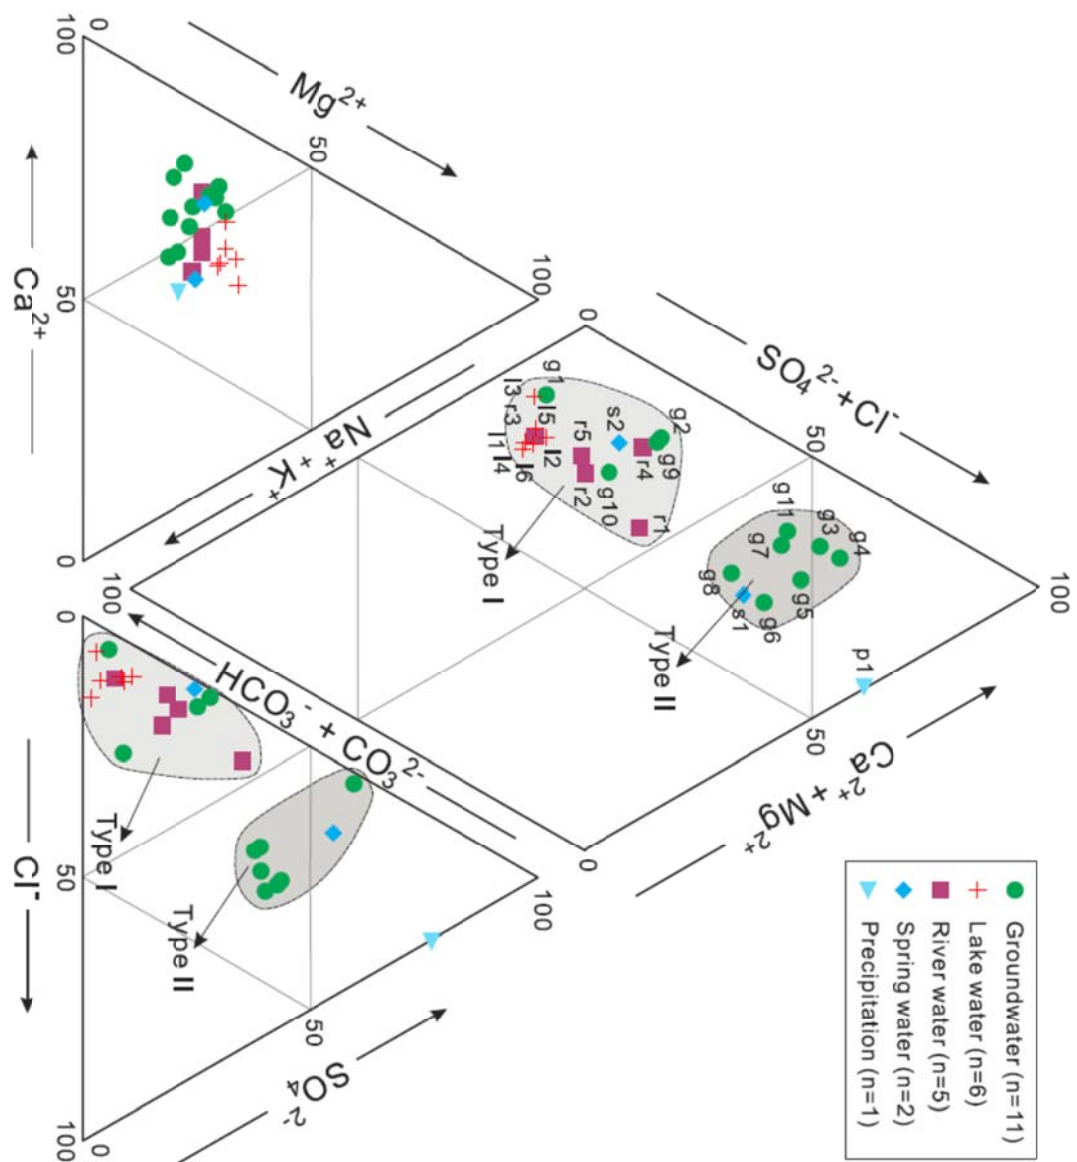 100
SO₄²⁻+Cl⁻
Ca²⁺ + Mg²⁺
50
50
0
0
100
g4
g3
g11
g5
g7
g6
s1
g8
p1
Type II
g2
g9
r4
r1
s2
g10
r5
r2
g1
l5
l2
l3
r3
l6
l4
l1
Type I
Mg²⁺
100
50
0
100
50
0
Ca²⁺
Na⁺ + K⁺
HCO₃⁻ + CO₃²⁻
100
50
0
SO₄²⁻
0
50
100
Cl⁻
Type I
Type II
Groundwater (n=11)
Lake water (n=6)
River water (n=5)
Spring water (n=2)
Precipitation (n=1)